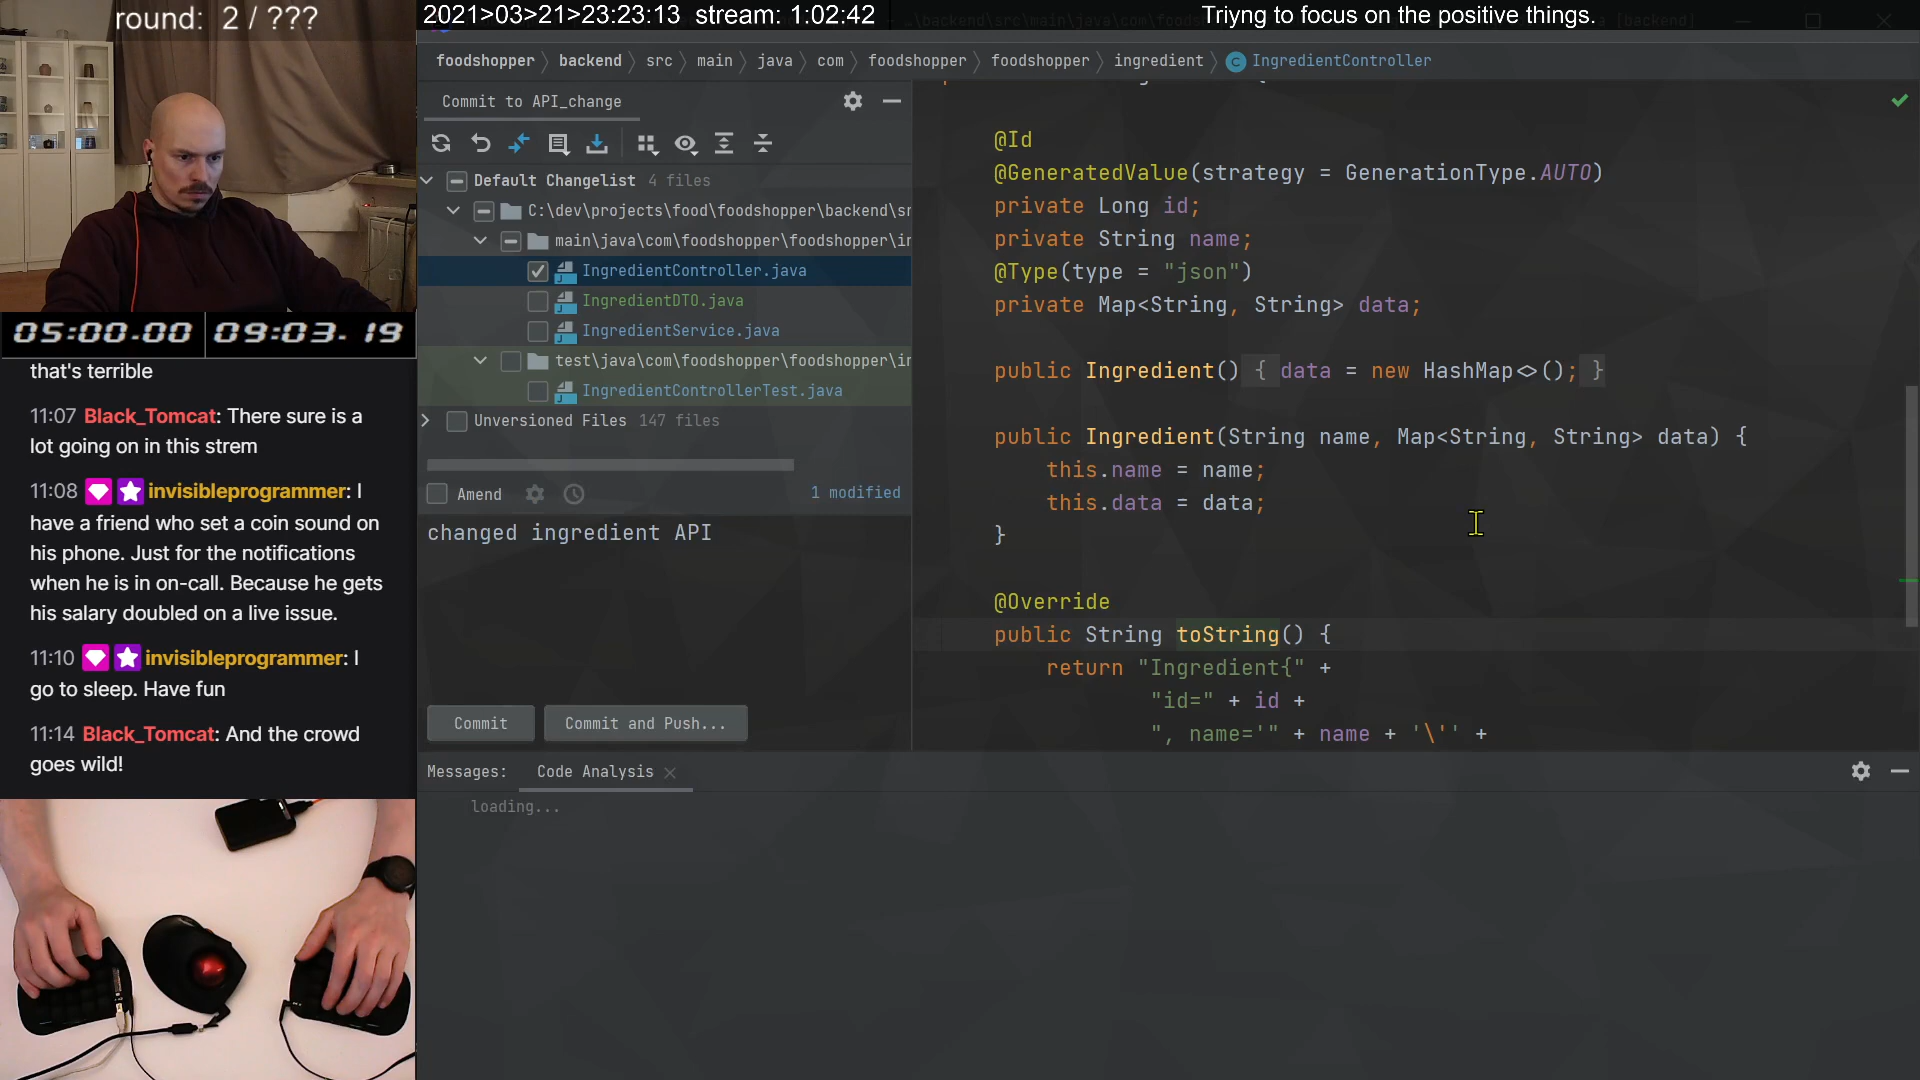 round: 2 / ???
2021>03>21>23:23:13 stream: 1:02:42
Triyng to focus on the positive things.
foodshopper backend src main java com foodshopper foodshopper ingredient IngredientController
Commit to API_change
Default Changelist 4 files
C:\dev\projects\food\foodshopper\backend\sr
main\java\com\foodshopper\foodshopper\in
IngredientController.java
IngredientDTO.java
IngredientService.java
test\java\com\foodshopper\foodshopper\in
IngredientControllerTest.java
Unversioned Files 147 files
Amend
1 modified
changed ingredient API
Commit
Commit and Push...
@Id
@GeneratedValue(strategy = GenerationType.AUTO)
private Long id;
private String name;
@Type(type = "json")
private Map<String, String> data;
public Ingredient() { data = new HashMap<>(); }
public Ingredient(String name, Map<String, String> data) {
this.name = name;
this.data = data;
}
@Override
public String toString() {
return "Ingredient{" +
"id=" + id +
", name='" + name + '\'' +
Messages: Code Analysis
loading...
05:00.00 09:03.19
that's terrible
11:07 Black_Tomcat: There sure is a
lot going on in this strem
11:08 invisibleprogrammer: I
have a friend who set a coin sound on
his phone. Just for the notifications
when he is in on-call. Because he gets
his salary doubled on a live issue.
11:10 invisibleprogrammer: I
go to sleep. Have fun
11:14 Black_Tomcat: And the crowd
goes wild!